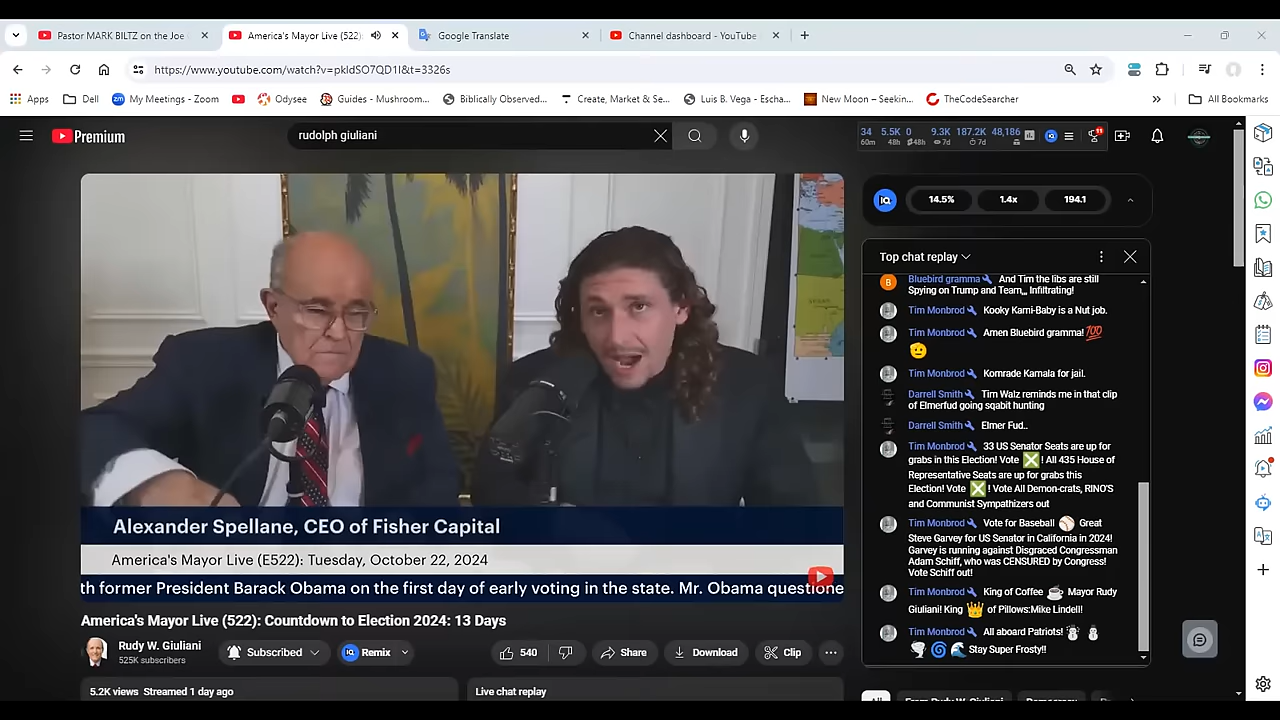 Pastor MARK BILTZ on the Joe
America's Mayor Live (522)
Google Translate
Channel dashboard - YouTube
https://www.youtube.com/watch?v=pkIdSO7QD1I&t=3326s
Apps
Dell
My Meetings - Zoom
Odysee
Guides - Mushroom...
Biblically Observed...
Create, Market & Se...
Luis B. Vega - Escha...
New Moon – Seekin...
TheCodeSearcher
All Bookmarks
Premium
rudolph giuliani
34 5.5K 0 9.3K 187.2K 48,186
60m 48h 48h 7d 7d
14.5%
1.4x
194.1
Top chat replay
Bluebird gramma And Tim the libs are still
Spying on Trump and Team,,, Infiltrating!
Tim Monbrod Kooky Kami-Baby is a Nut job.
Tim Monbrod Amen Bluebird gramma! 💯
🫡
Tim Monbrod Komrade Kamala for jail.
Darrell Smith Tim Walz reminds me in that clip
of Elmerfud going sqabit hunting
Darrell Smith Elmer Fud..
Tim Monbrod 33 US Senator Seats are up for
grabs in this Election! Vote ❎ ! All 435 House of
Representative Seats are up for grabs this
Election! Vote ❎ ! Vote All Demon-crats, RINO'S
and Communist Sympathizers out
Tim Monbrod Vote for Baseball ⚾ Great
Steve Garvey for US Senator in California in 2024!
Garvey is running against Disgraced Congressman
Adam Schiff, who was CENSURED by Congress!
Vote Schiff out!
Tim Monbrod King of Coffee ☕ Mayor Rudy
Giuliani! King 👑 of Pillows:Mike Lindell!
Tim Monbrod All aboard Patriots! ☃ ⛄
🌪 🌀 🌊 Stay Super Frosty!!
Alexander Spellane, CEO of Fisher Capital
America's Mayor Live (E522): Tuesday, October 22, 2024
th former President Barack Obama on the first day of early voting in the state. Mr. Obama questione
America's Mayor Live (522): Countdown to Election 2024: 13 Days
Rudy W. Giuliani
525K subscribers
Subscribed
Remix
540
Share
Download
Clip
5.2K views Streamed 1 day ago
Live chat replay
All
From Rudy W. Giuliani